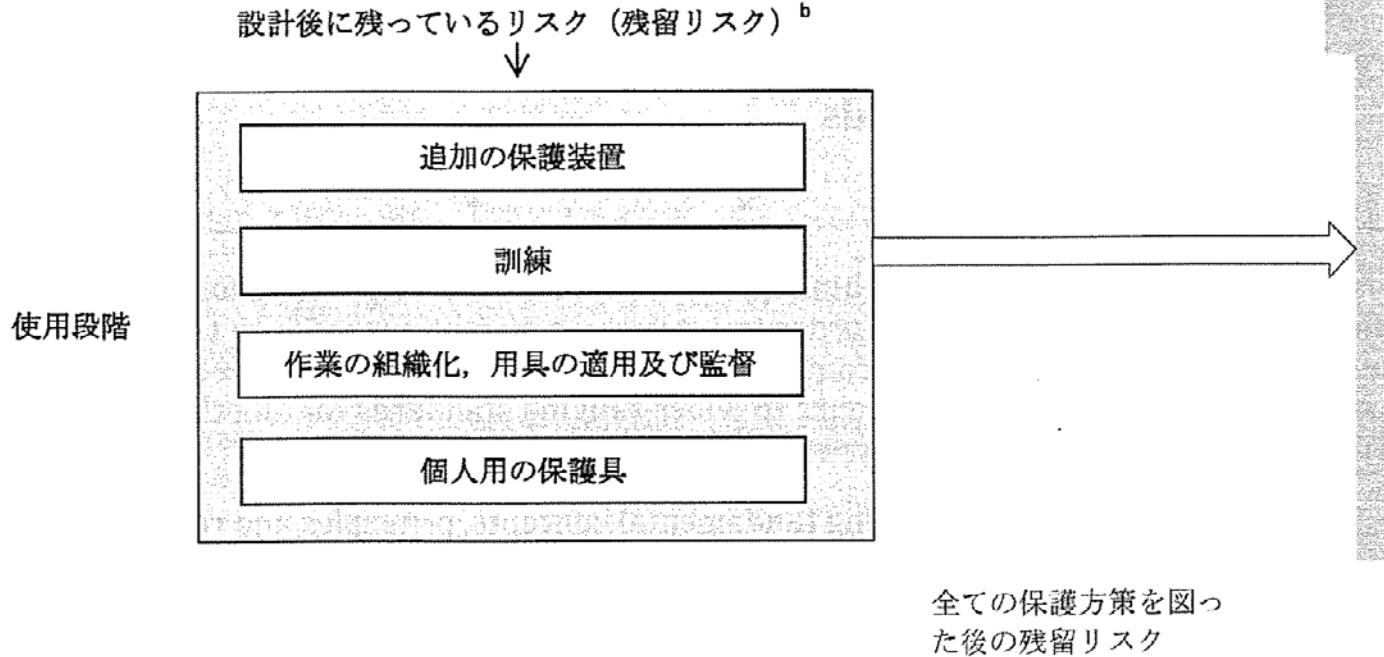 設計後に残っているリスク（残留リスク）b
追加の保護装置
訓練
使用段階
作業の組織化，用具の適用及び監督
個人用の保護具
全ての保護方策を図っ
た後の残留リスク